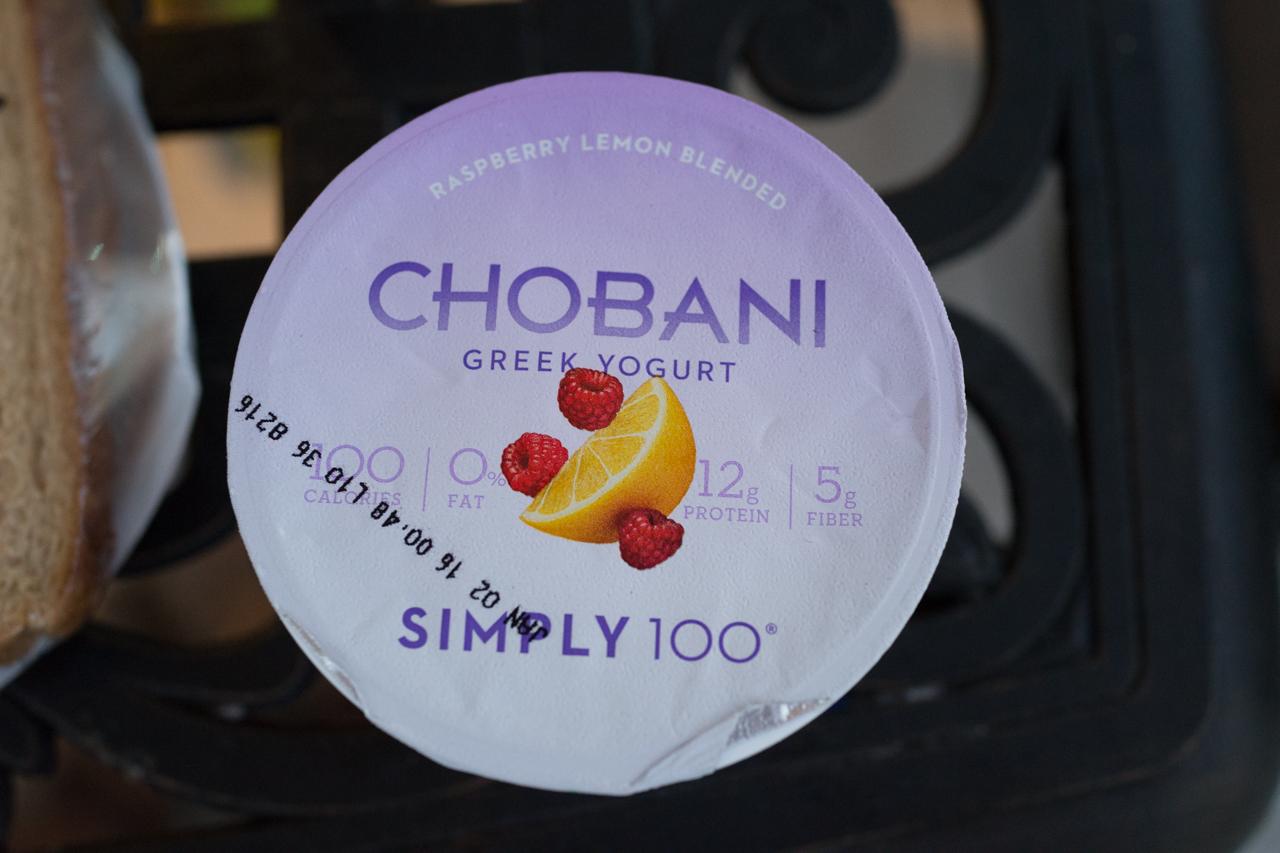 RASPBERRY LEMON BLENDED
CHOBANI
GREEK YOGURT
100
CALORIES
0%
FAT
12g
PROTEIN
5g
FIBER
JAN 02 16 00:48 L10 36 8216
SIMPLY 100®